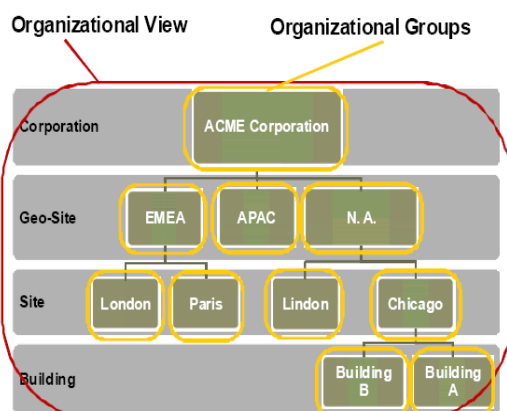 Organizational View
Organizational Groups
Corporation
ACME Corporation
Geo-Site
EMEA
APAC
N. A.
Site
London
Paris
Lindon
Chicago
Building
Building
B
Building
A